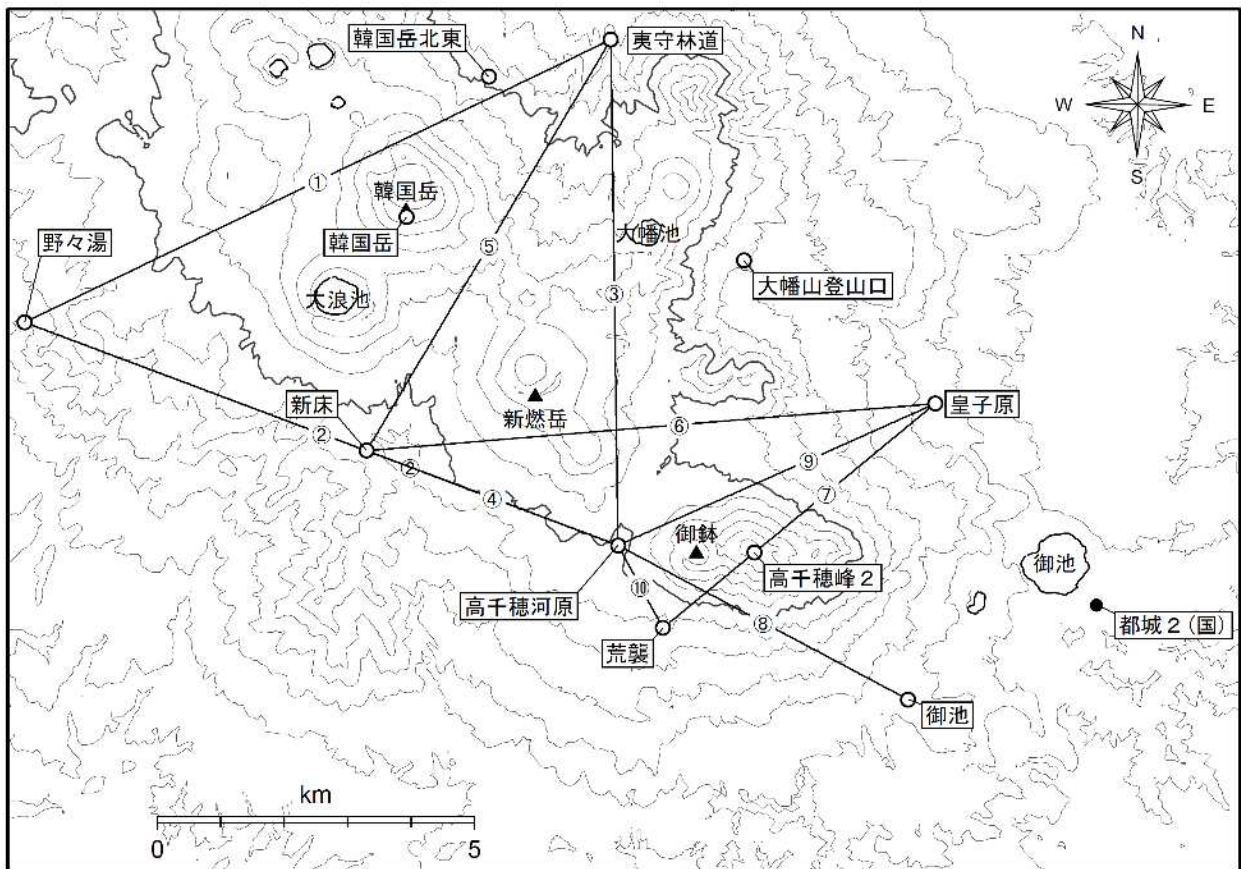 韓国岳北東
夷守林道
N
W
E
S
①
韓国岳
韓国岳
野々湯
⑤
大幡池
大幡山登山口
大浪池
③
新床
新燃岳
皇子原
②
⑥
②
⑨
④
⑦
御鉢
御池
高千穂峰2
高千穂河原
⑩
都城2(国)
⑧
荒襲
御池
km
0
5